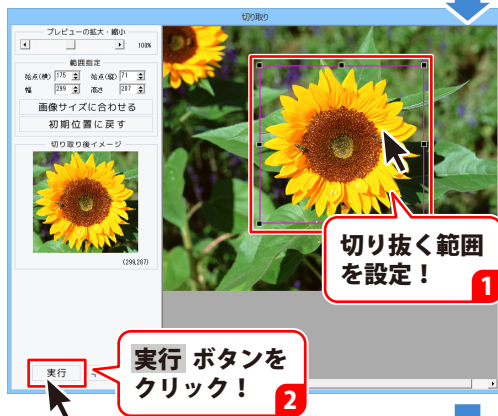 切り取り
プレビューの拡大・縮小
100%
範囲指定
始点(横) 175 始点(縦) 71
幅 299 高さ 287
画像サイズに合わせる
初期位置に戻す
切り取り後イメージ
(299,287)
切り抜く範囲
を設定！
1
実行
実行 ボタンを
クリック！
2